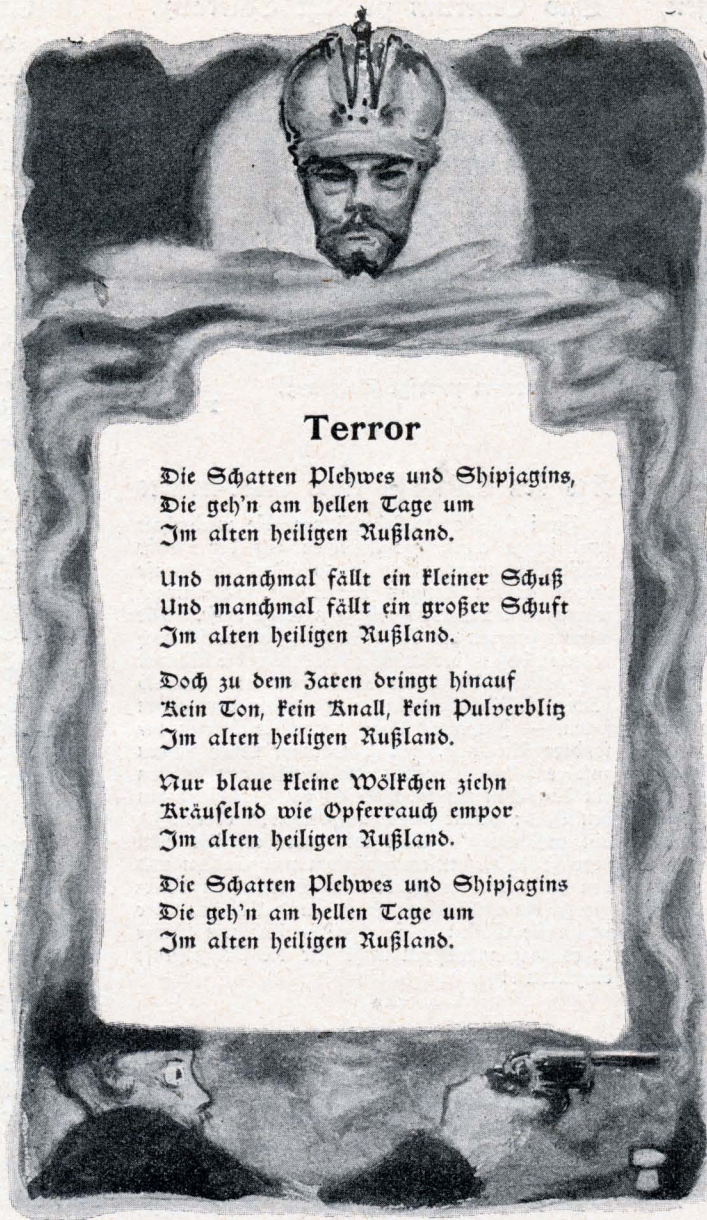 Terror
Die Schatten Plehwes und Shipjagins,
Die geh'n am hellen Tage um
Im alten heiligen Rußland.
Und manchmal fällt ein kleiner Schuß
Und manchmal fällt ein großer Schuft
Im alten heiligen Rußland.
Doch zu dem Zaren dringt hinauf
Kein Ton, kein Knall, kein Pulverblitz
Im alten heiligen Rußland.
Nur blaue kleine Wölkchen ziehn
Kräuselnd wie Opferrauch empor
Im alten heiligen Rußland.
Die Schatten Plehwes und Shipjagins
Die geh'n am hellen Tage um
Im alten heiligen Rußland.